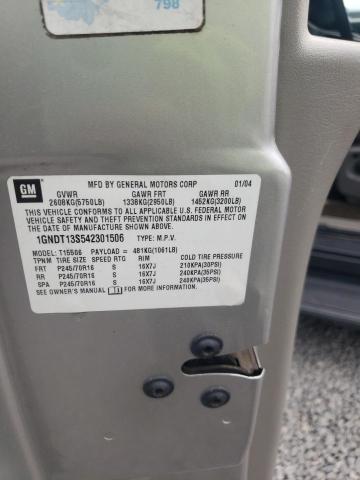 798
GM
MFD BY GENERAL MOTORS CORP 01/04
GVWR GAWR FRT GAWR RR
2608KG(5750LB) 1338KG(2950LB) 1452KG(3200LB)
THIS VEHICLE CONFORMS TO ALL APPLICABLE U.S. FEDERAL MOTOR
VEHICLE SAFETY AND THEFT PREVENTION STANDARDS IN EFFECT ON
THE DATE OF MANUFACTURE SHOWN ABOVE.
1GNDT13S542301506 TYPE: M.P.V.
MODEL: T15506 PAYLOAD = 481KG(1061LB)
TPNM TIRE SIZE SPEED RTG RIM COLD TIRE PRESSURE
FRT P245/70R16 16X7J 210KPA(30PSI)
RR P245/70R16 16X7J 240KPA(35PSI)
SPA P245/70R16 16X7J 240KPA(35PSI)
SEE OWNER'S MANUAL FOR ADDITIONAL INFORMATION